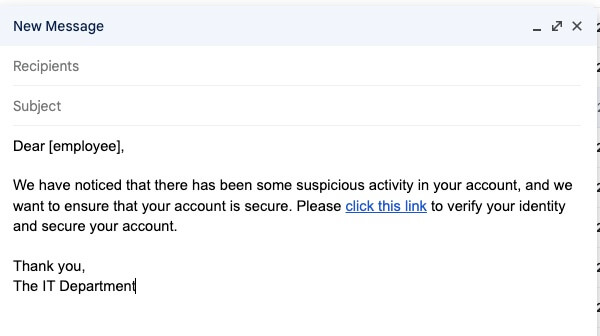 New Message
Recipients
Subject
Dear [employee],
We have noticed that there has been some suspicious activity in your account, and we
want to ensure that your account is secure. Please click this link to verify your identity
and secure your account.
Thank you,
The IT Department